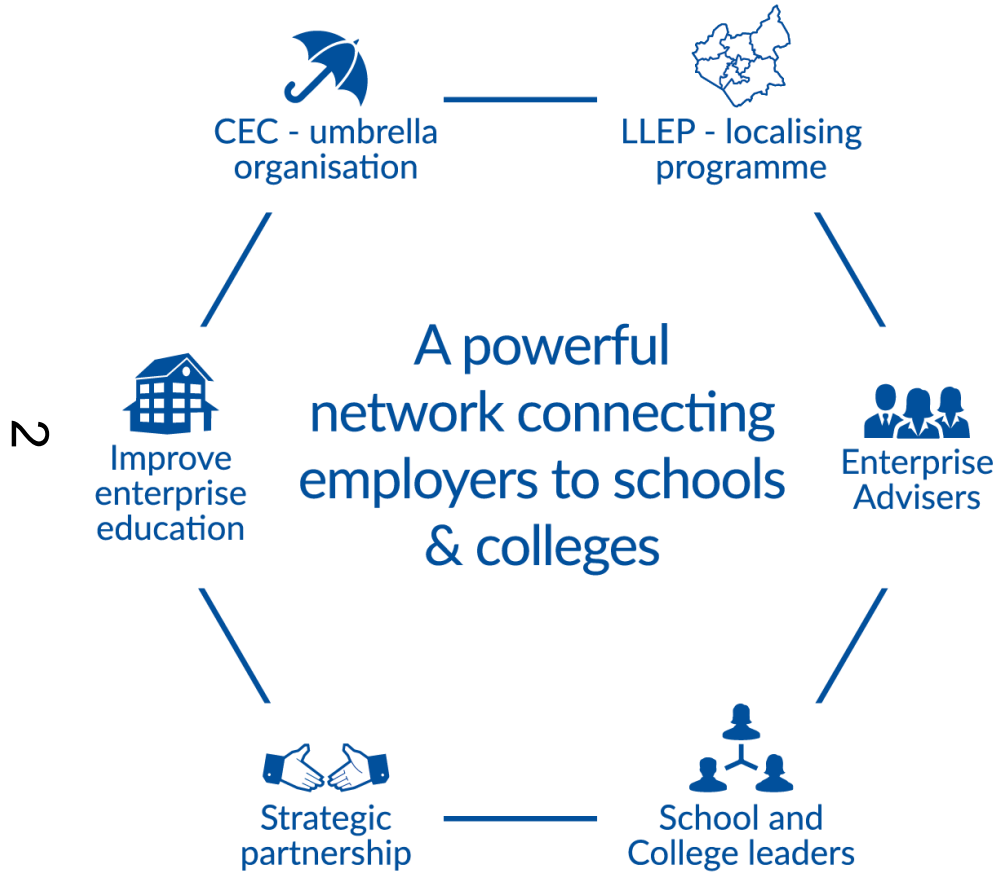 CEC - umbrella
organisation
LLEP - localising
programme
A powerful
network connecting
employers to schools
& colleges
Improve
enterprise
education
Enterprise
Advisers
Strategic
partnership
School and
College leaders
2